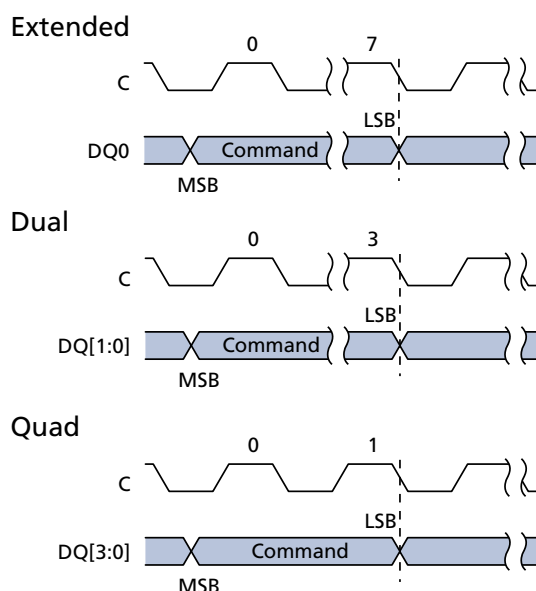 Extended
0 7
C
LSB
DQ0 Command
MSB
Dual
0 3
C
LSB
DQ[1:0] Command
MSB
Quad
0 1
C
LSB
DQ[3:0] Command
MSB